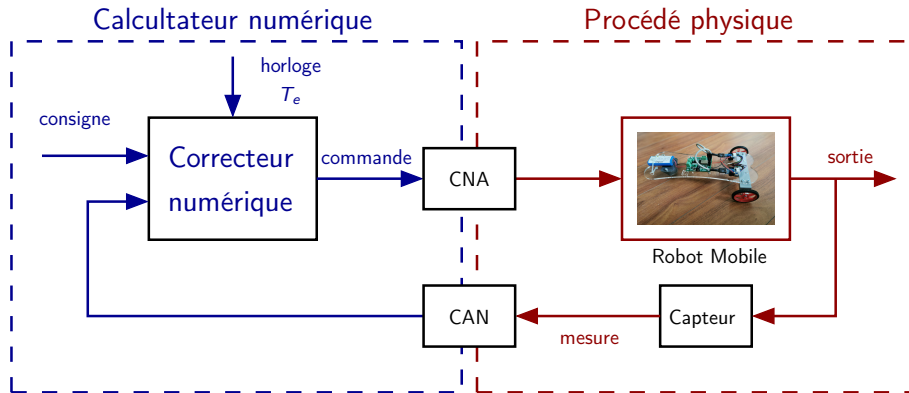 Calcultateur numérique
Procédé physique
horloge
T_e
consigne
Correcteur
numérique
commande
CNA
sortie
Robot Mobile
CAN
mesure
Capteur